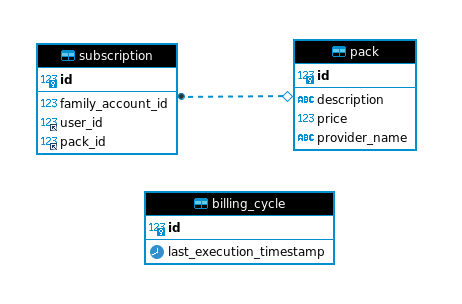 subscription
123 id
123 family_account_id
123 user_id
123 pack_id
pack
123 id
ABC description
123 price
ABC provider_name
billing_cycle
123 id
last_execution_timestamp